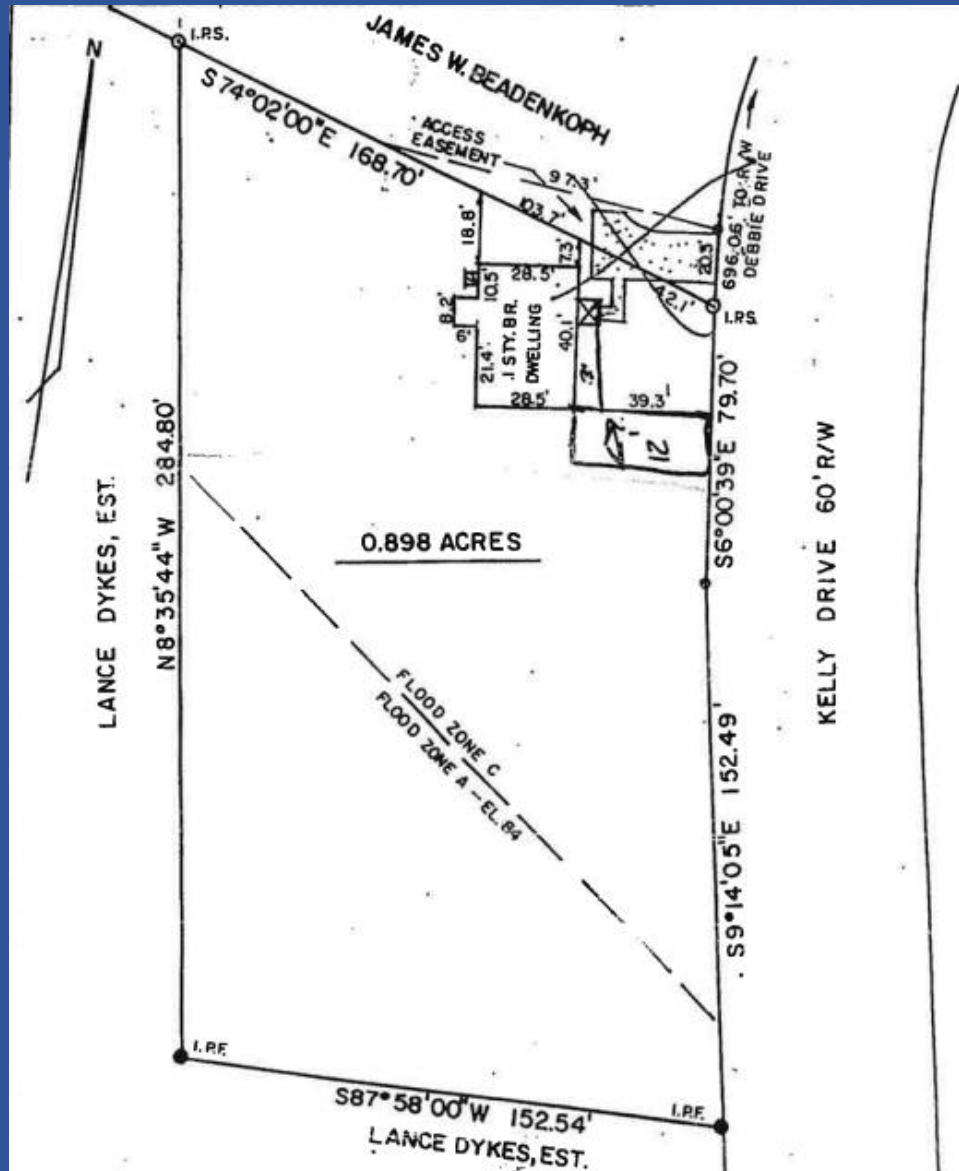 N
I.P.S.
JAMES W. BEADENKOPH
S 74°02'00"E 168.70'
ACCESS
EASEMENT
97.3'
103.7'
18.8'
7.3'
20.3'
696.06' TO R/W
DEBBIE DRIVE
28.5'
10.5'
8.2'
6'
21.4'
1 STY. BR.
DWELLING
40.1'
42.1'
I.P.S.
28.5'
39.3'
12'
S6°00'39"E 79.70'
LANCE DYKES, EST.
N8°35'44"W 284.80'
0.898 ACRES
KELLY DRIVE 60' R/W
FLOOD ZONE C
FLOOD ZONE A - EL. 84
S9°14'05"E 152.49'
I.P.F.
S87°58'00"W 152.54'
I.P.F.
LANCE DYKES, EST.